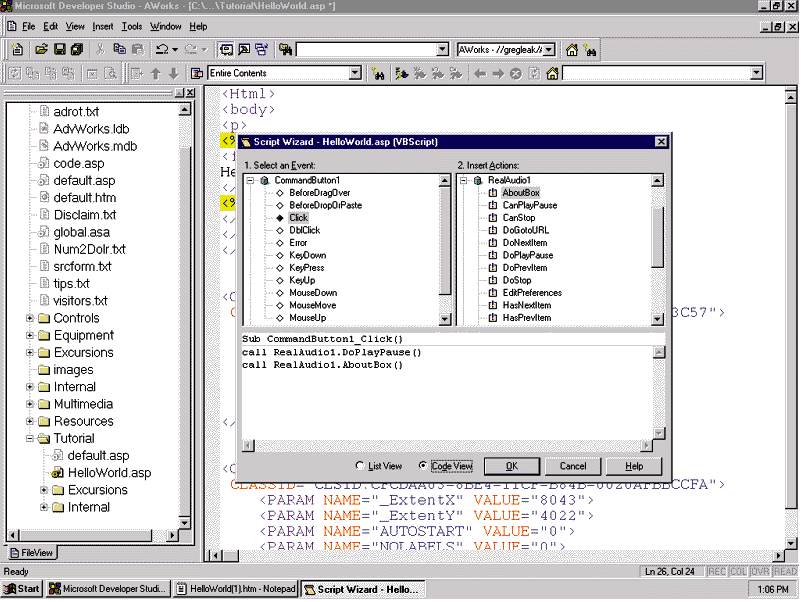 Microsoft Developer Studio - AWorks - [C:\...\Tutorial\HelloWorld.asp *]
File Edit View Insert Tools Window Help
AWorks - //gregleak/A
Entire Contents
adrot.txt
AdvWorks.ldb
AdvWorks.mdb
code.asp
default.asp
default.htm
Disclaim.txt
global.asa
Num2Dolr.txt
srcform.txt
tips.txt
visitors.txt
Controls
Equipment
Excursions
images
Internal
Multimedia
Resources
Tutorial
default.asp
HelloWorld.asp
Excursions
Internal
FileView
<Html>
<body>
<p>
<%
<f
He
</
<%
</
</
</
<O
C
3C57">
</
<O
CLASSID="CLSID:CFCDAA03-8BE4-11CF-B84B-0020AFBBCCFA">
<PARAM NAME="_ExtentX" VALUE="8043">
<PARAM NAME="_ExtentY" VALUE="4022">
<PARAM NAME="AUTOSTART" VALUE="0">
<PARAM NAME="NOLABELS" VALUE="0">
Script Wizard - HelloWorld.asp (VBScript)
1. Select an Event:
CommandButton1
BeforeDragOver
BeforeDropOrPaste
Click
DblClick
Error
KeyDown
KeyPress
KeyUp
MouseDown
MouseMove
MouseUp
2. Insert Actions:
RealAudio1
AboutBox
CanPlayPause
CanStop
DoGotoURL
DoNextItem
DoPlayPause
DoPrevItem
DoStop
EditPreferences
HasNextItem
HasPrevItem
Sub CommandButton1_Click()
call RealAudio1.DoPlayPause()
call RealAudio1.AboutBox()
List View Code View OK Cancel Help
Ready
Ln 26, Col 24 REC COL OVR READ
Start Microsoft Developer Studi... HelloWorld(1).htm - Notepad Script Wizard - Hello... 1:06 PM